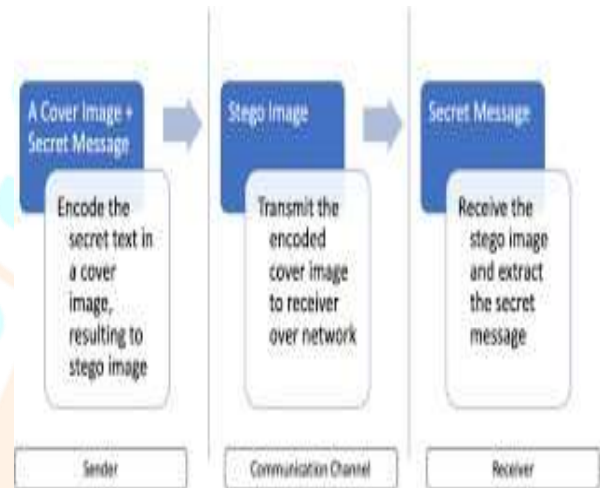 A Cover Image +
Secret Message
Encode the
secret text in
a cover
image,
resulting to
stego image
Stego Image
Transmit the
encoded
cover image
to receiver
over network
Secret Message
Receive the
stego image
and extract
the secret
message
Sender
Communication Channel
Receiver